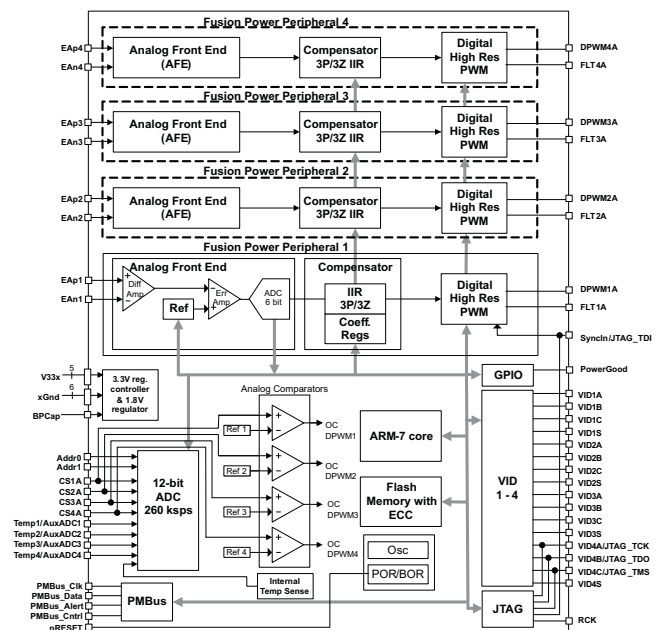 Fusion Power Peripheral 4
EAp4
EAn4
Analog Front End
(AFE)
Compensator
3P/3Z IIR
Digital
High Res
PWM
DPWM4A
FLT4A
Fusion Power Peripheral 3
EAp3
EAn3
Analog Front End
(AFE)
Compensator
3P/3Z IIR
Digital
High Res
PWM
DPWM3A
FLT3A
Fusion Power Peripheral 2
EAp2
EAn2
Analog Front End
(AFE)
Compensator
3P/3Z IIR
Digital
High Res
PWM
DPWM2A
FLT2A
Fusion Power Peripheral 1
Analog Front End
Compensator
EAp1
EAn1
+
Diff
Amp
−
Ref
−
Err
Amp
+
ADC
6 bit
IIR
3P/3Z
Coeff.
Regs
Digital
High Res
PWM
DPWM1A
FLT1A
SyncIn/JTAG_TDI
V33x
5
xGnd
6
BPCap
3.3V reg.
controller
& 1.8V
regulator
GPIO
PowerGood
Analog Comparators
Ref 1
+
−
OC
DPWM1
Ref 2
+
−
OC
DPWM2
Ref 3
+
−
OC
DPWM3
Ref 4
+
−
OC
DPWM4
ARM-7 core
Flash
Memory with
ECC
Osc
POR/BOR
Addr0
Addr1
CS1A
CS2A
CS3A
CS4A
Temp1/AuxADC1
Temp2/AuxADC2
Temp3/AuxADC3
Temp4/AuxADC4
12-bit
ADC
260 ksps
Internal
Temp Sense
VID
1 - 4
VID1A
VID1B
VID1C
VID1S
VID2A
VID2B
VID2C
VID2S
VID3A
VID3B
VID3C
VID3S
VID4A/JTAG_TCK
VID4B/JTAG_TDO
VID4C/JTAG_TMS
VID4S
PMBus_Clk
PMBus_Data
PMBus_Alert
PMBus_Cntrl
nRESET
PMBus
JTAG
RCK